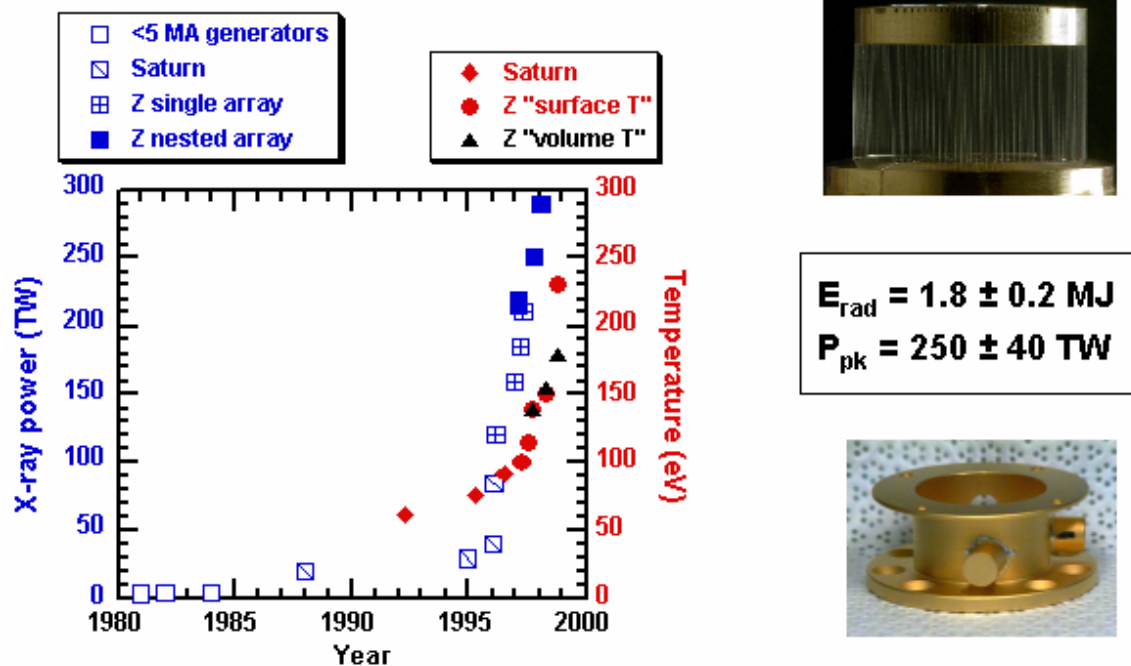 <5 MA generators
Saturn
Z single array
Z nested array
Saturn
Z "surface T"
Z "volume T"
300
250
200
150
100
50
0
X-ray power (TW)
1980
1985
1990
1995
2000
Year
300
250
200
150
100
50
0
Temperature (eV)
E_rad = 1.8 ± 0.2 MJ
P_pk = 250 ± 40 TW